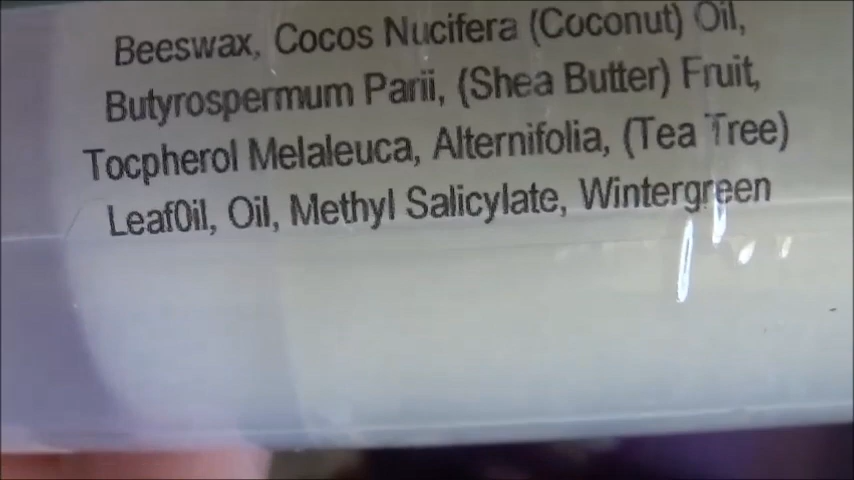 Beeswax, Cocos Nucifera (Coconut) Oil,
Butyrospermum Parii, (Shea Butter) Fruit,
Tocpherol Melaleuca, Alternifolia, (Tea Tree)
Leaf0il, Oil, Methyl Salicylate, Wintergreen